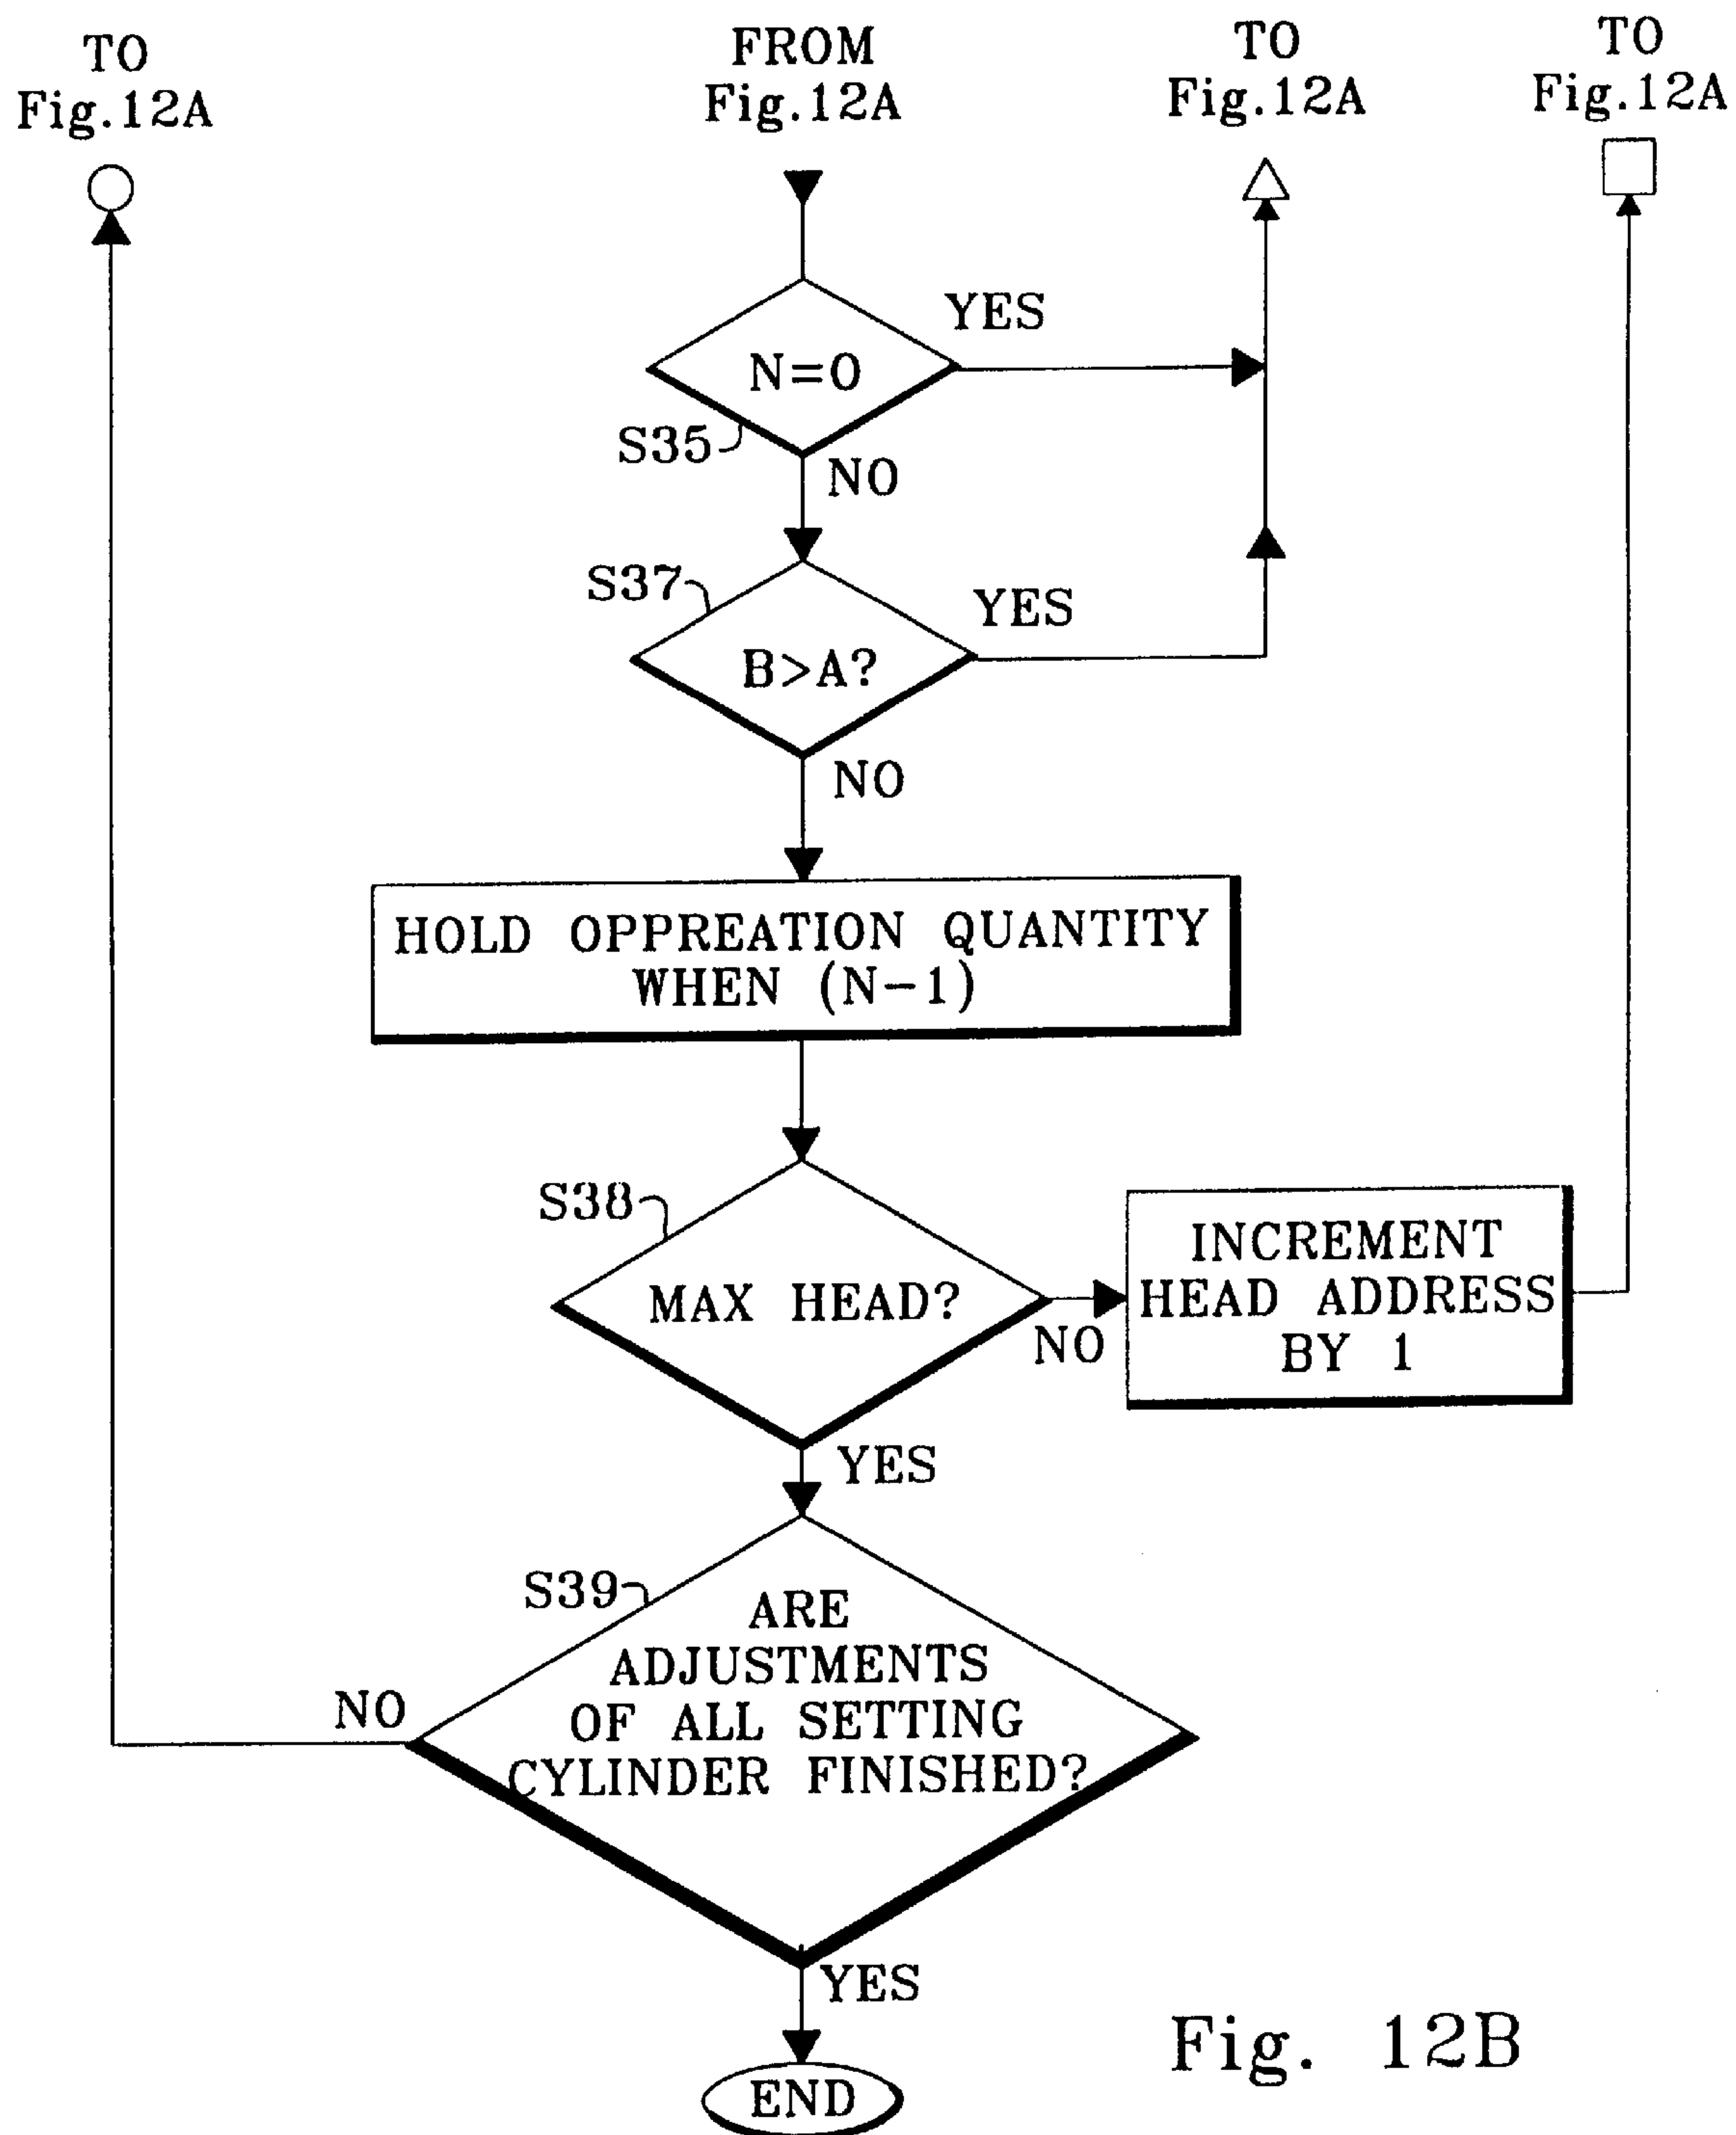 TO
Fig.12A
FROM
Fig.12A
TO
Fig.12A
TO
Fig.12A
YES
N=0
S35
NO
S37
YES
B>A?
NO
HOLD OPPREATION QUANTITY
WHEN (N-1)
S38
MAX HEAD?
NO
INCREMENT
HEAD ADDRESS
BY 1
YES
S39
ARE
ADJUSTMENTS
OF ALL SETTING
CYLINDER FINISHED?
NO
YES
END
Fig. 12B